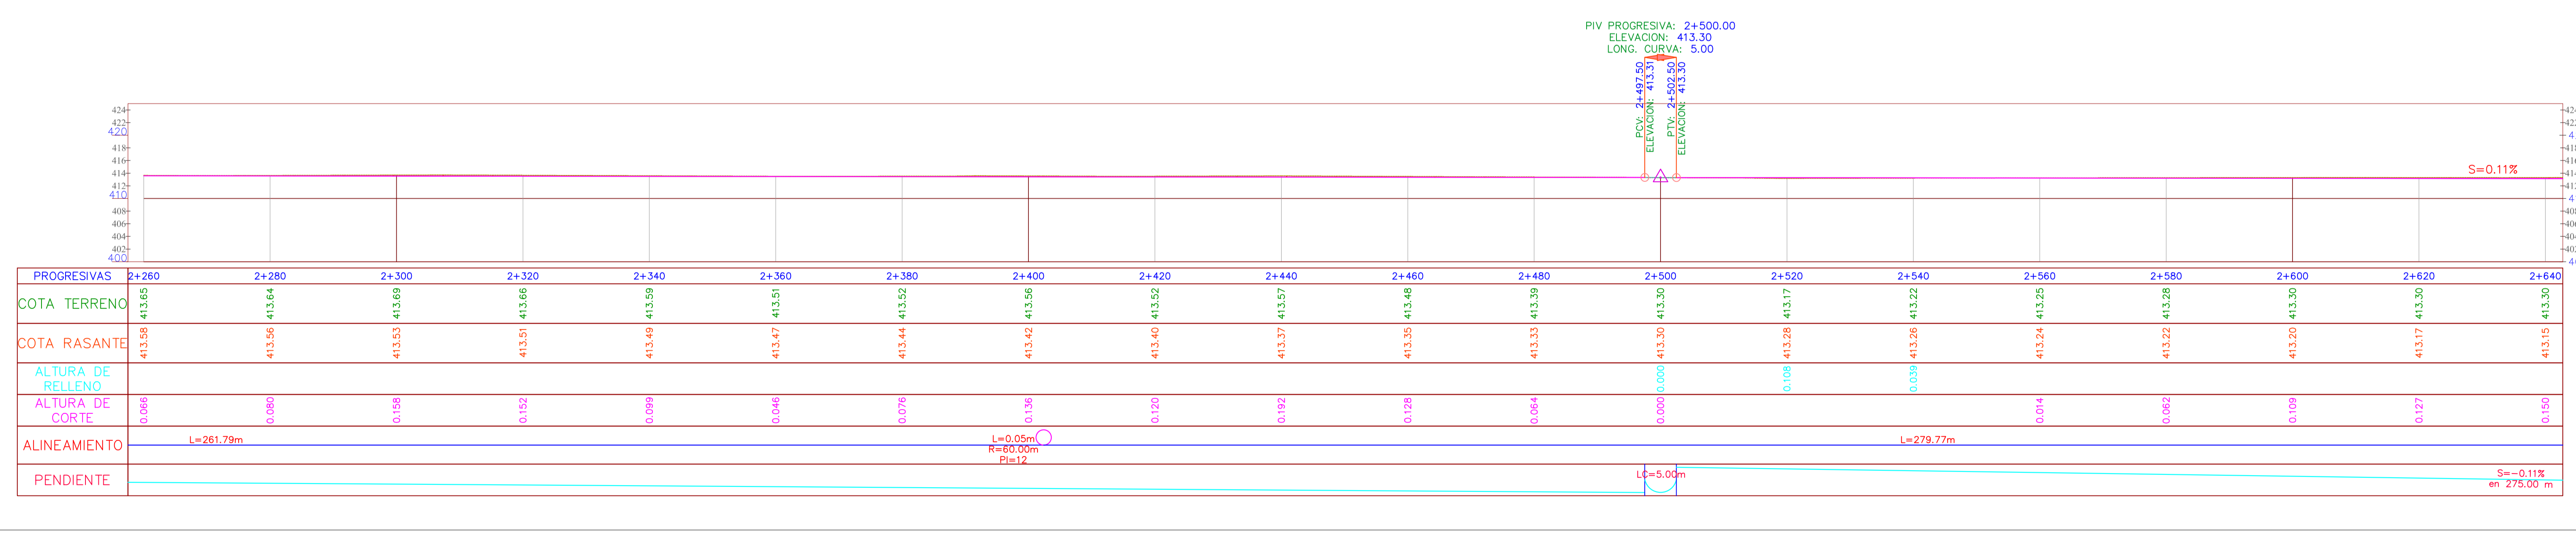 PIV PROGRESIVA: 2+500.00
ELEVACION: 413.30
LONG. CURVA: 5.00
PCV: 2+497.50
ELEVACION: 413.31
PTV: 2+502.50
ELEVACION: 413.30
424
422
420
418
416
414
412
410
408
406
404
402
400
S=0.11%
PROGRESIVAS 2+260 2+280 2+300 2+320 2+340 2+360 2+380 2+400 2+420 2+440 2+460 2+480 2+500 2+520 2+540 2+560 2+580 2+600 2+620 2+640
COTA TERRENO 413.65 413.64 413.69 413.66 413.59 413.51 413.52 413.56 413.52 413.57 413.48 413.39 413.30 413.17 413.22 413.25 413.28 413.30 413.30 413.30
COTA RASANTE 413.58 413.56 413.53 413.51 413.49 413.47 413.44 413.42 413.40 413.37 413.35 413.33 413.30 413.28 413.26 413.24 413.22 413.20 413.17 413.15
ALTURA DE
RELLENO 0.000 0.108 0.039
ALTURA DE
CORTE 0.066 0.080 0.158 0.152 0.099 0.046 0.076 0.136 0.120 0.192 0.128 0.064 0.000 0.014 0.062 0.109 0.127 0.150
ALINEAMIENTO L=261.79m L=0.05m L=279.77m
R=60.00m
PI=12
PENDIENTE LC=5.00m S=-0.11%
en 275.00 m